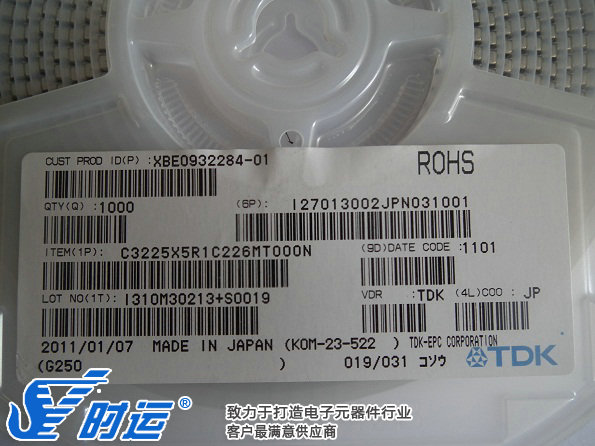 CUST PROD ID(P) :XBE0932284-01 ROHS
QTY(Q) :1000 (6P): I27013002JPN031001
ITEM(1P): C3225X5R1C226MT000N (9D)DATE CODE :1101
LOT NO(1T): I310M30213+S0019 VDR :TDK (4L)COO : JP
2011/01/07 MADE IN JAPAN (KOM-23-522 ) TDK-EPC CORPORATION
(G250 ) 019/031 コソウ TDK
SY 时运 致力于打造电子元器件行业
客户最满意供应商